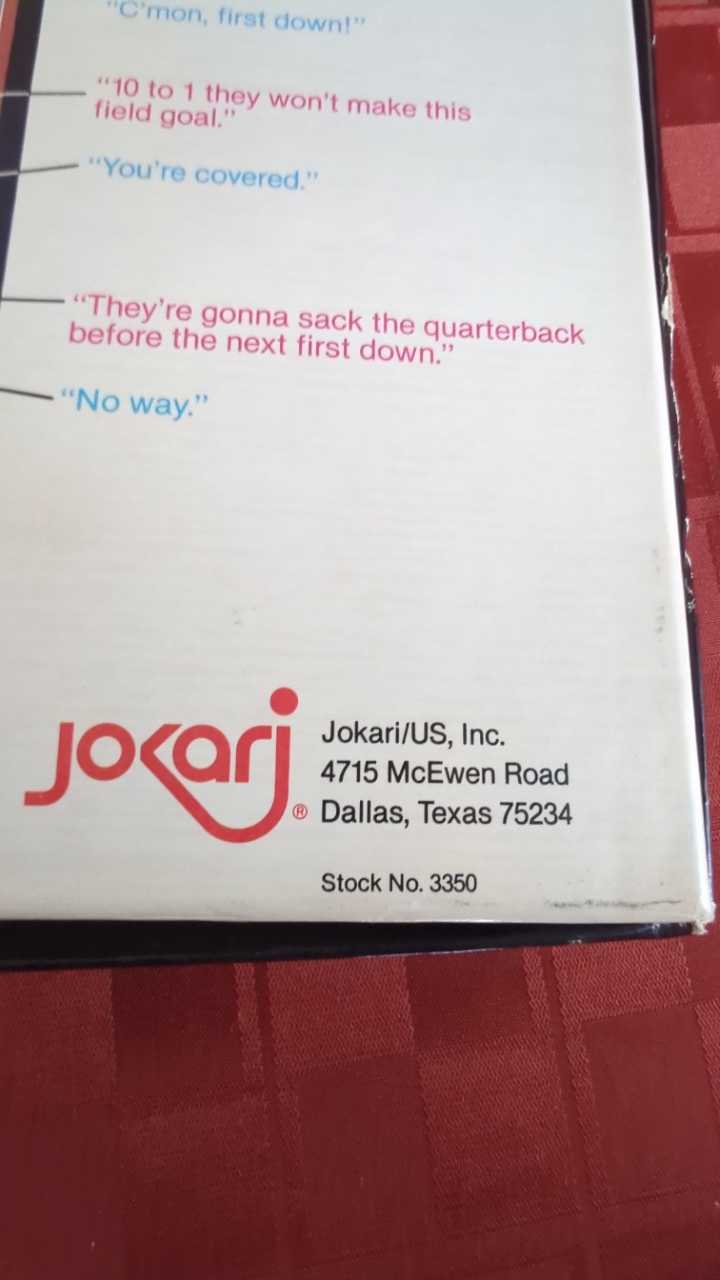 "C'mon, first down!"
"10 to 1 they won't make this
field goal."
"You're covered."
"They're gonna sack the quarterback
before the next first down."
"No way."
Jokari®
Jokari/US, Inc.
4715 McEwen Road
Dallas, Texas 75234
Stock No. 3350